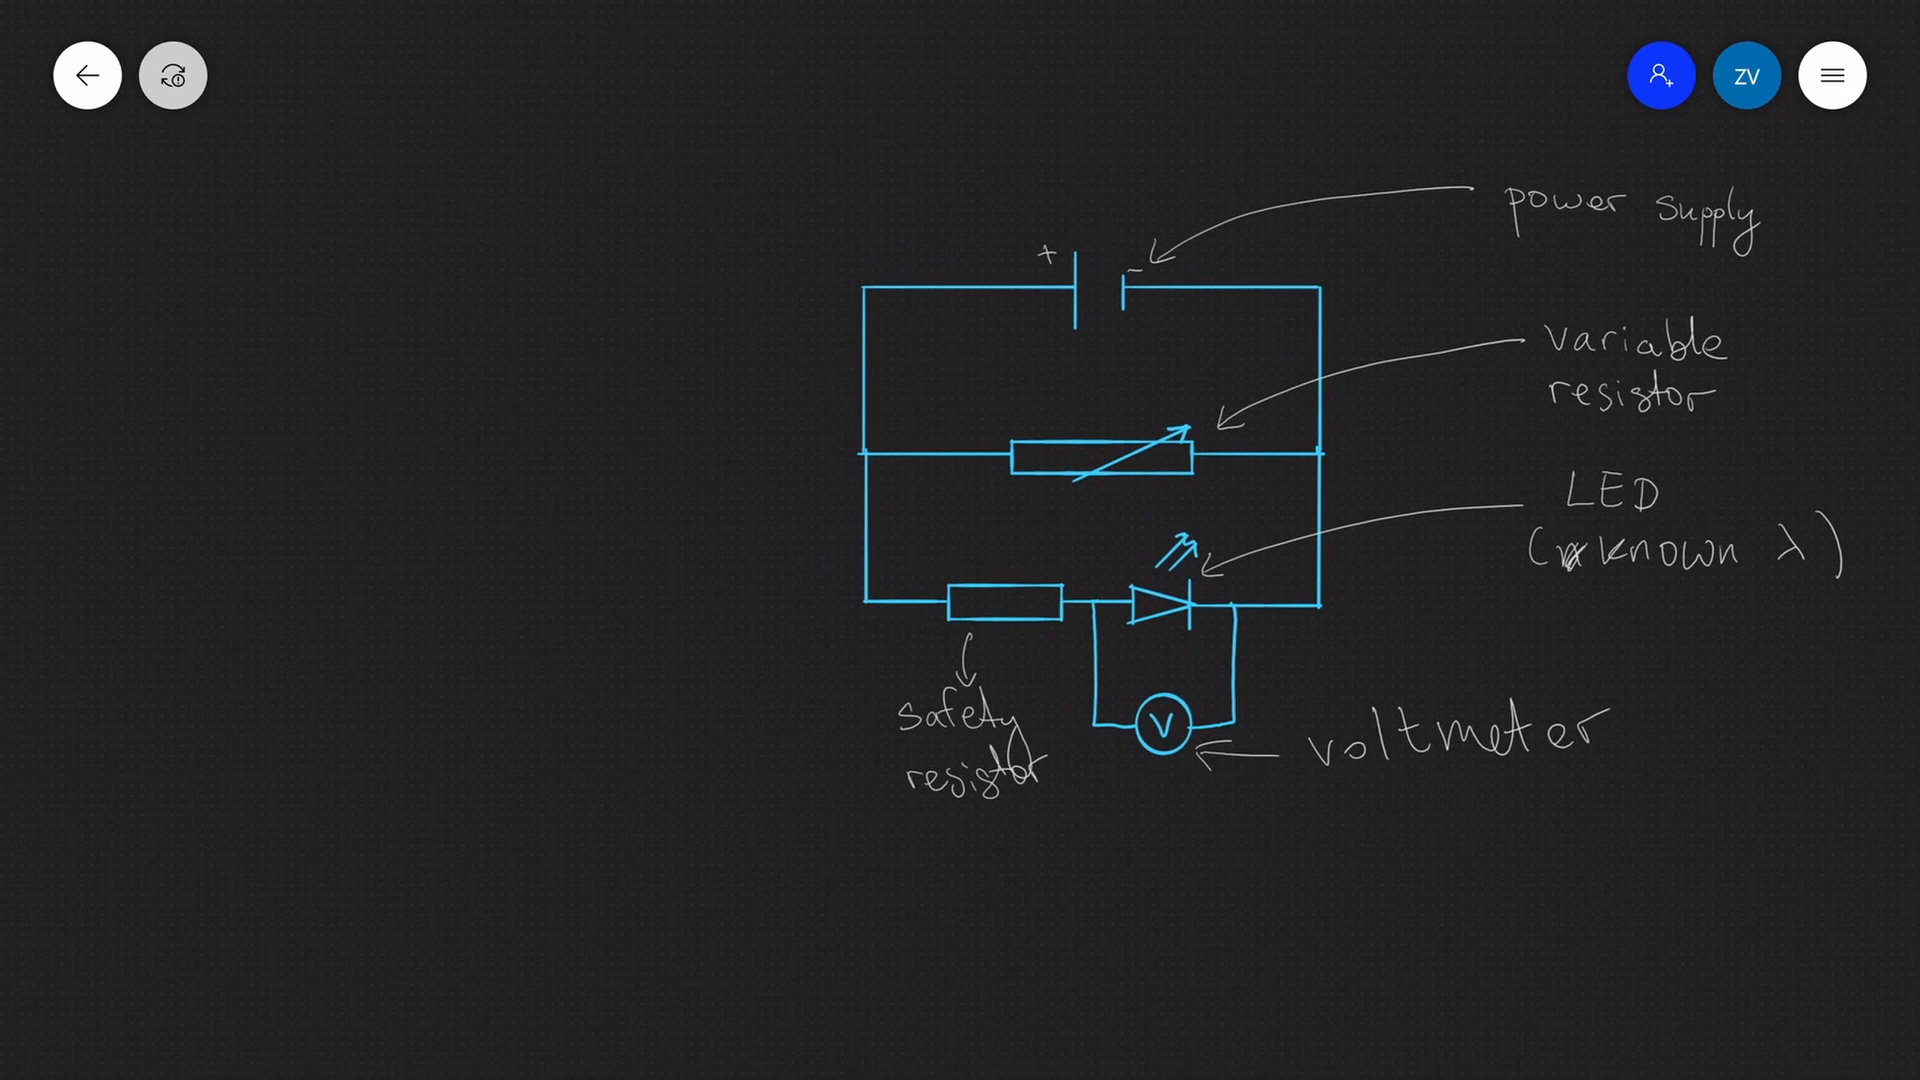 ZV
+
-
power supply
variable
resistor
LED
(known λ)
safety
resistor
V
voltmeter